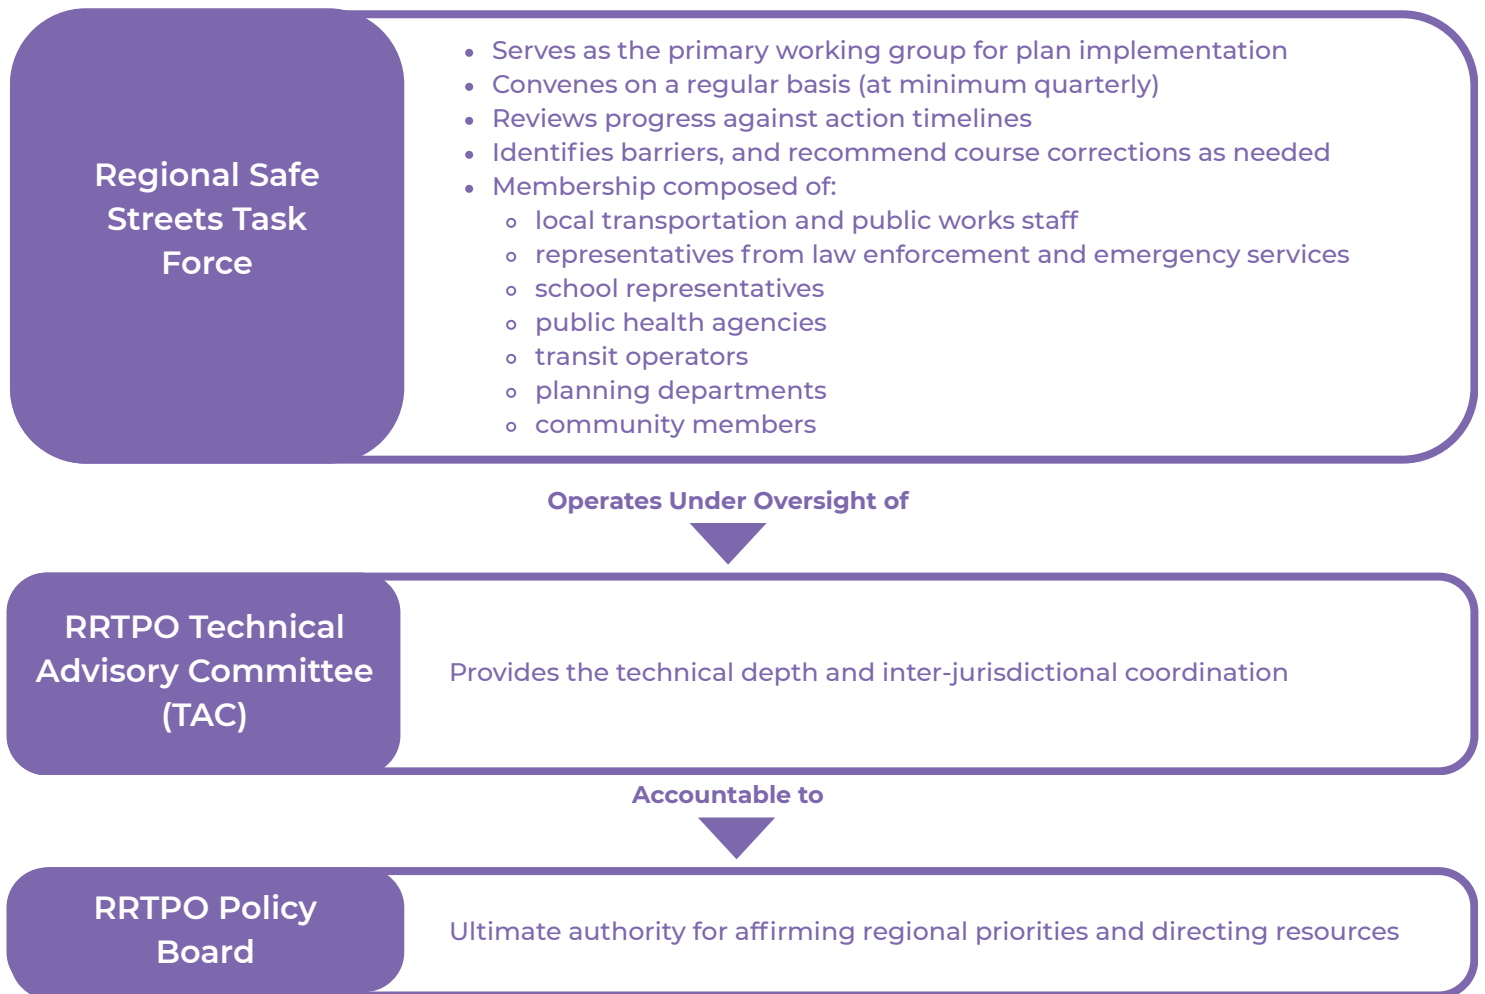 Regional Safe
Streets Task
Force
• Serves as the primary working group for plan implementation
• Convenes on a regular basis (at minimum quarterly)
• Reviews progress against action timelines
• Identifies barriers, and recommend course corrections as needed
• Membership composed of:
◦ local transportation and public works staff
◦ representatives from law enforcement and emergency services
◦ school representatives
◦ public health agencies
◦ transit operators
◦ planning departments
◦ community members
Operates Under Oversight of
RRTPO Technical
Advisory Committee
(TAC)
Provides the technical depth and inter-jurisdictional coordination
Accountable to
RRTPO Policy
Board
Ultimate authority for affirming regional priorities and directing resources